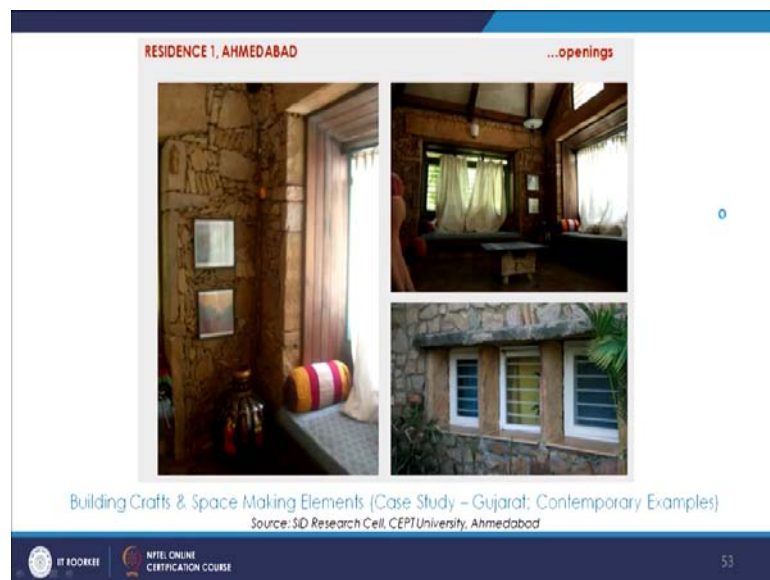 RESIDENCE 1, AHMEDABAD ...openings
Building Crafts & Space Making Elements (Case Study – Gujarat; Contemporary Examples)
Source: SID Research Cell, CEPT University, Ahmedabad
IIT ROORKEE
NPTEL ONLINE
CERTIFICATION COURSE
53